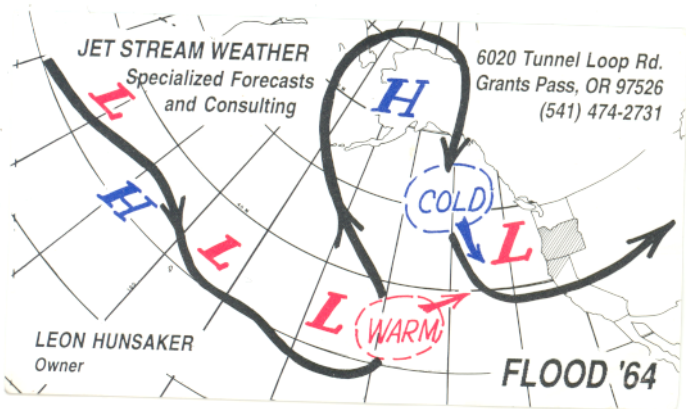 JET STREAM WEATHER
Specialized Forecasts
and Consulting
6020 Tunnel Loop Rd.
Grants Pass, OR 97526
(541) 474-2731
L
H
H
COLD
L
L
L
WARM
LEON HUNSAKER
Owner
FLOOD '64